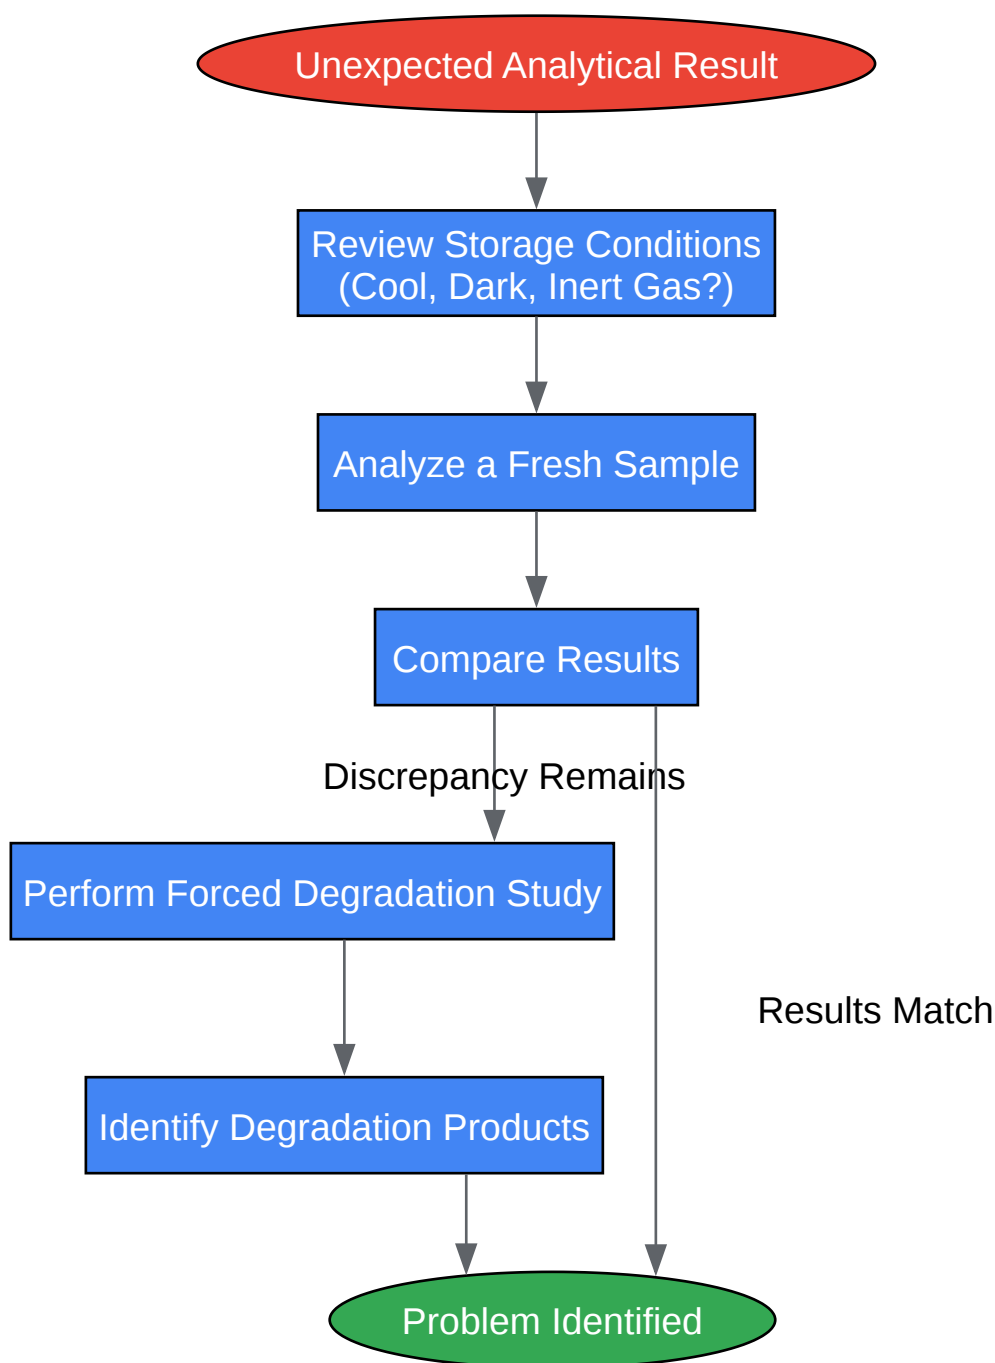 Unexpected Analytical Result
Review Storage Conditions
(Cool, Dark, Inert Gas?)
Analyze a Fresh Sample
Compare Results
Discrepancy Remains
Perform Forced Degradation Study
Results Match
Identify Degradation Products
Problem Identified